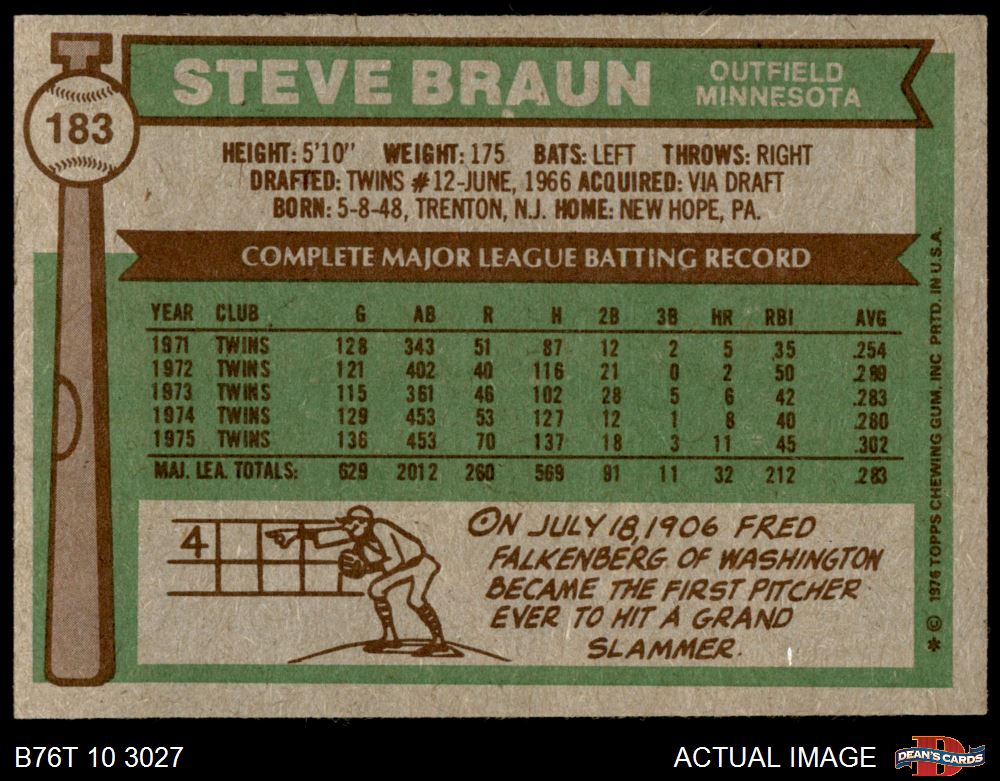 183
STEVE BRAUN
OUTFIELD
MINNESOTA
HEIGHT: 5'10" WEIGHT: 175 BATS: LEFT THROWS: RIGHT
DRAFTED: TWINS #12-JUNE, 1966 ACQUIRED: VIA DRAFT
BORN: 5-8-48, TRENTON, N.J. HOME: NEW HOPE, PA.
COMPLETE MAJOR LEAGUE BATTING RECORD
YEAR CLUB G AB R H 2B 3B HR RBI AVG
1971 TWINS 128 343 51 87 12 2 5 35 .254
1972 TWINS 121 402 40 116 21 0 2 50 .289
1973 TWINS 115 361 46 102 28 5 6 42 .283
1974 TWINS 129 453 53 127 12 1 8 40 .280
1975 TWINS 136 453 70 137 18 3 11 45 .302
MAJ. LEA. TOTALS: 629 2012 260 569 91 11 32 212 .283
4
ON JULY 18, 1906 FRED
FALKENBERG OF WASHINGTON
BECAME THE FIRST PITCHER
EVER TO HIT A GRAND
SLAMMER.
* © 1976 TOPPS CHEWING GUM, INC. PRTD. IN U.S.A.
B76T 10 3027
ACTUAL IMAGE
D
DEAN'S CARDS